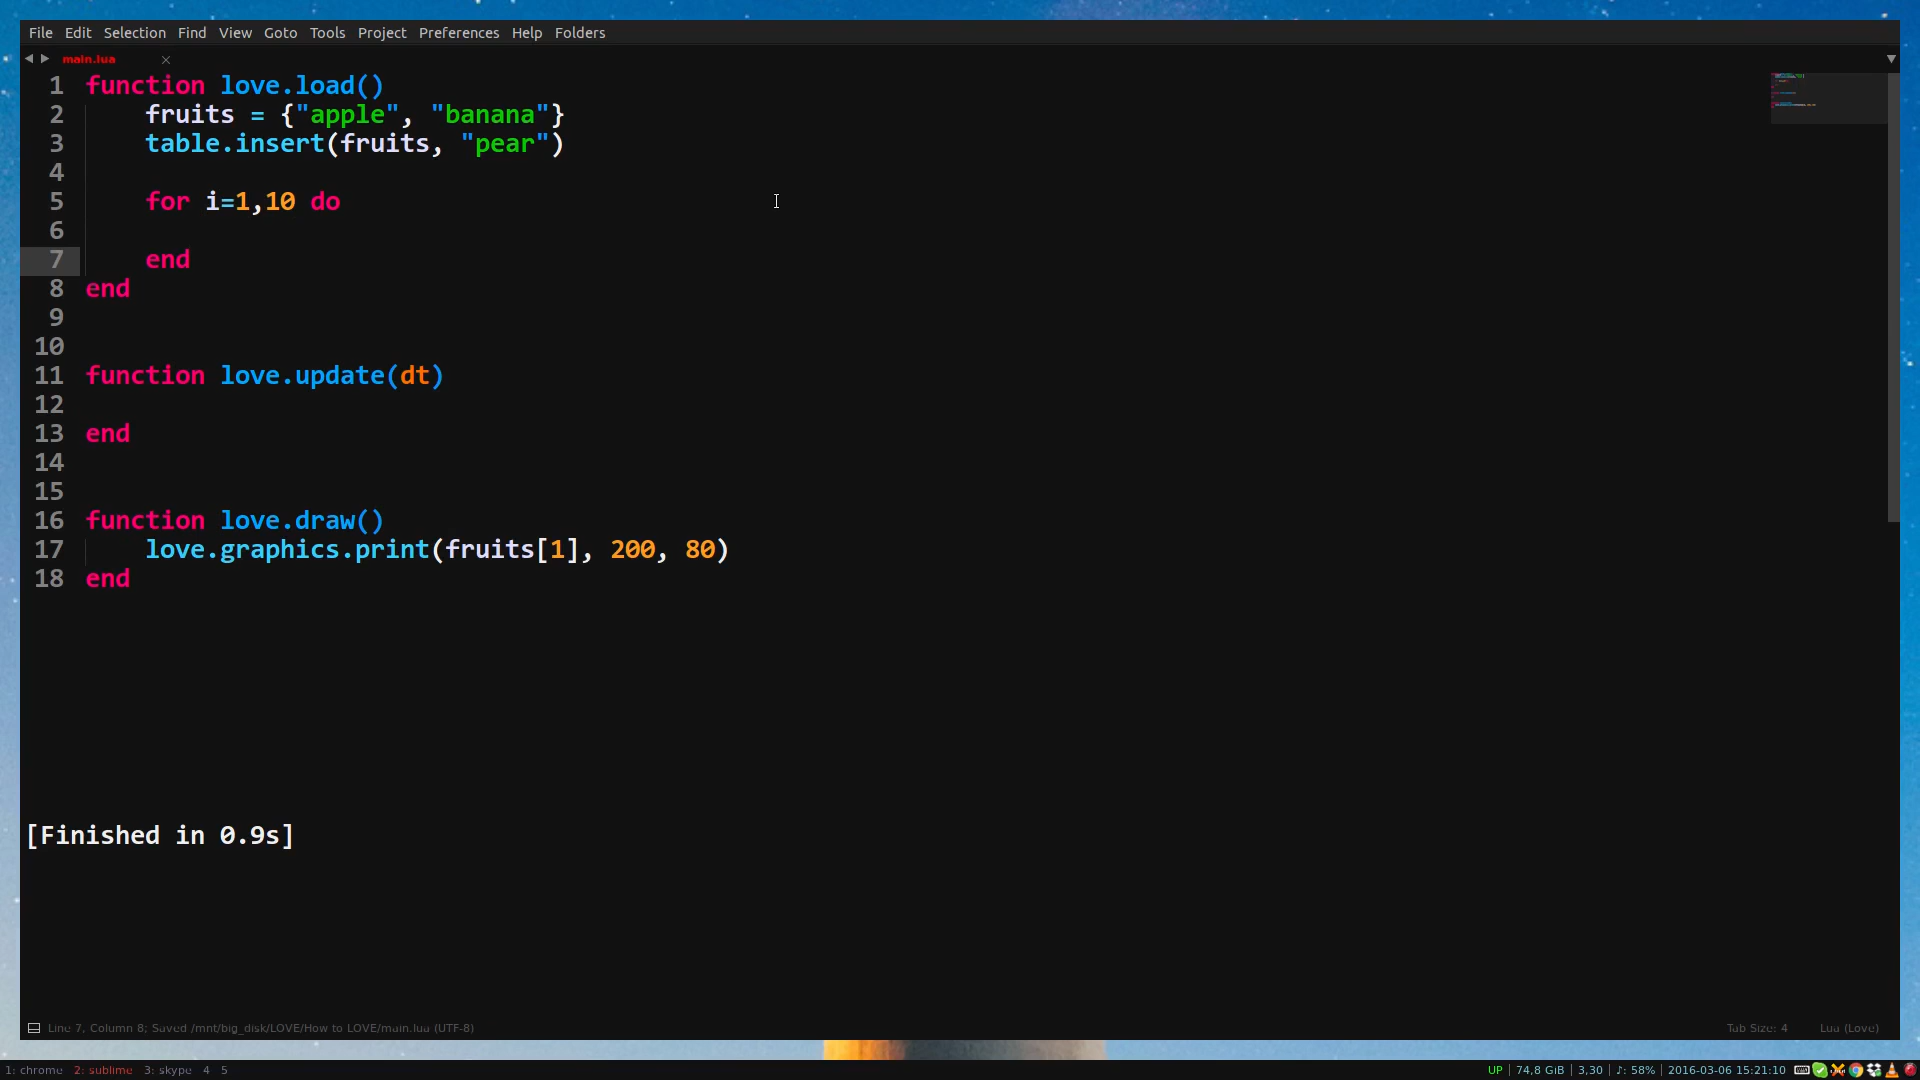 File Edit Selection Find View Goto Tools Project Preferences Help Folders
main.lua
1 function love.load()
2 fruits = {"apple", "banana"}
3 table.insert(fruits, "pear")
4
5 for i=1,10 do
6
7 end
8 end
9
10
11 function love.update(dt)
12
13 end
14
15
16 function love.draw()
17 love.graphics.print(fruits[1], 200, 80)
18 end
[Finished in 0.9s]
Line 7, Column 8; Saved /mnt/big_disk/LOVE/How to LOVE/main.lua (UTF-8) Tab Size: 4 Lua (Love)
1: chrome 2: sublime 3: skype 4 5 UP | 74,8 GiB | 3,30 | ♪: 58% | 2016-03-06 15:21:10